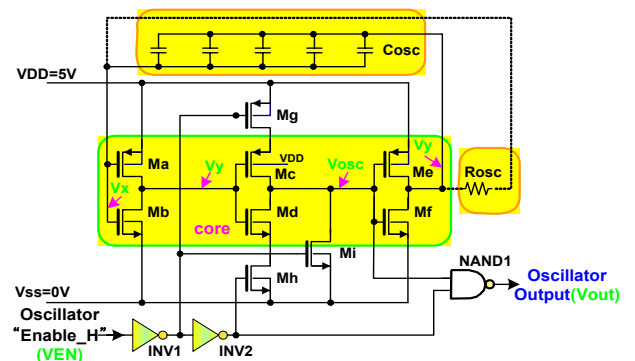 Cosc
VDD=5V
Mg
Vy
Rosc
Ma
Vy
VDD
Mc
Vosc
Me
Vx
Mb
core
Md
Mf
Mi
Mh
NAND1
Vss=0V
Oscillator
“Enable_H”
(VEN)
INV1
INV2
Oscillator
Output(Vout)